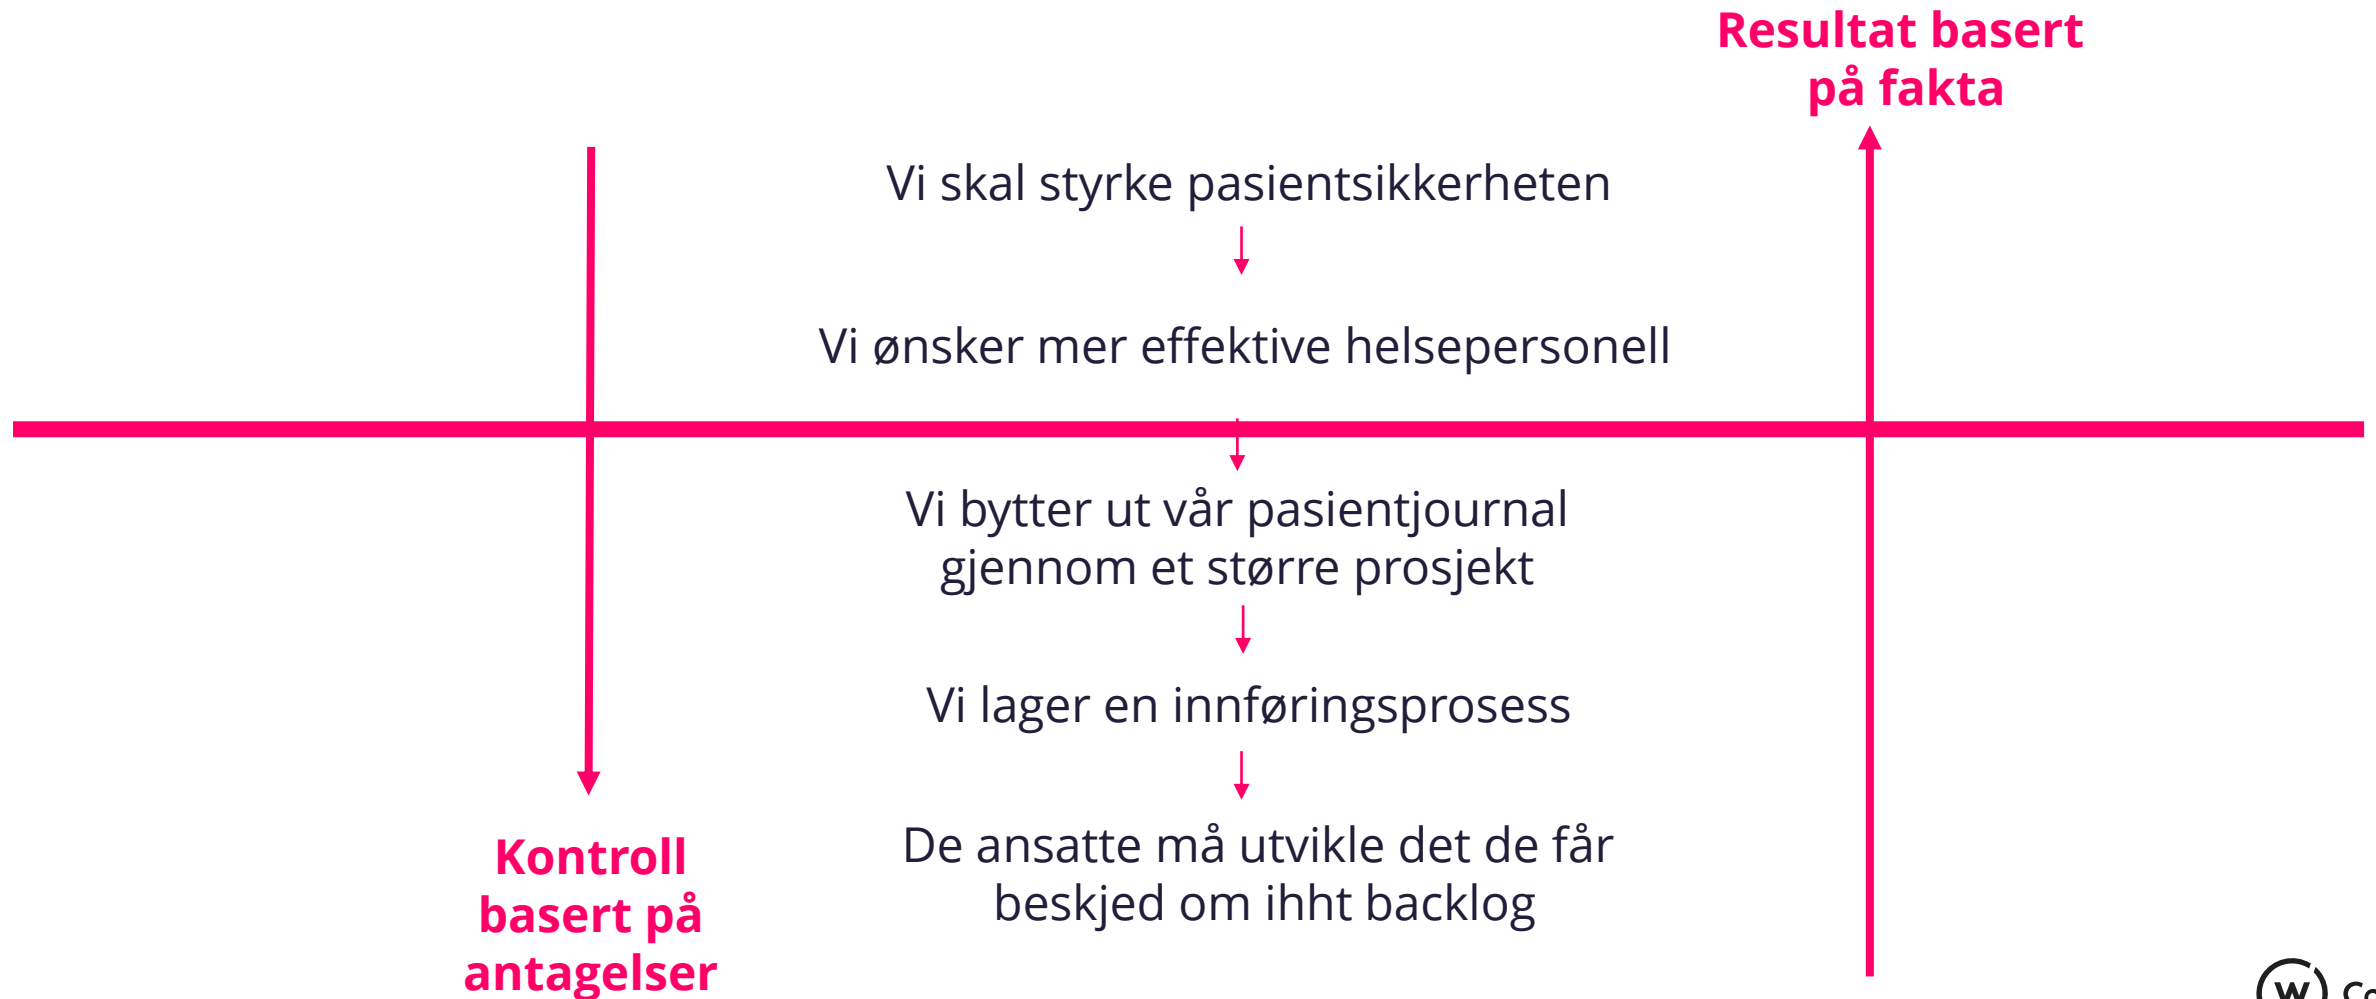 Resultat basert
på fakta
Vi skal styrke pasientsikkerheten
Vi ønsker mer effektive helsepersonell
Vi bytter ut vår pasientjournal
gjennom et større prosjekt
Vi lager en innføringsprosess
De ansatte må utvikle det de får
beskjed om ihht backlog
Kontroll
basert på
antagelser
W